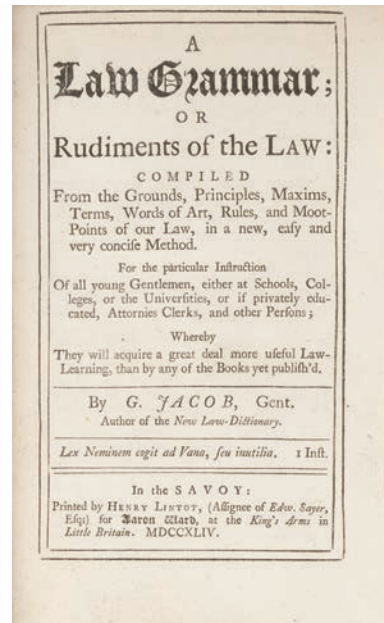 A
Law Grammar;
OR
Rudiments of the LAW:
COMPILED
From the Grounds, Principles, Maxims,
Terms, Words of Art, Rules, and Moot-
Points of our Law, in a new, eaſy and
very conciſe Method.
For the particular Inſtruction
Of all young Gentlemen, either at Schools, Col-
leges, or the Univerſities, or if privately edu-
cated, Attornies Clerks, and other Perſons;
Whereby
They will acquire a great deal more uſeful Law-
Learning, than by any of the Books yet publiſh'd.
By G. JACOB, Gent.
Author of the New Law-Dictionary.
Lex Neminem cogit ad Vana, ſeu inutilia. 1 Inſt.
In the SAVOY:
Printed by HENRY LINTOT, (Aſſignee of Edw. Sayer,
Eſq;) for Aaron Ward, at the King's Arms in
Little Britain. MDCCXLIV.